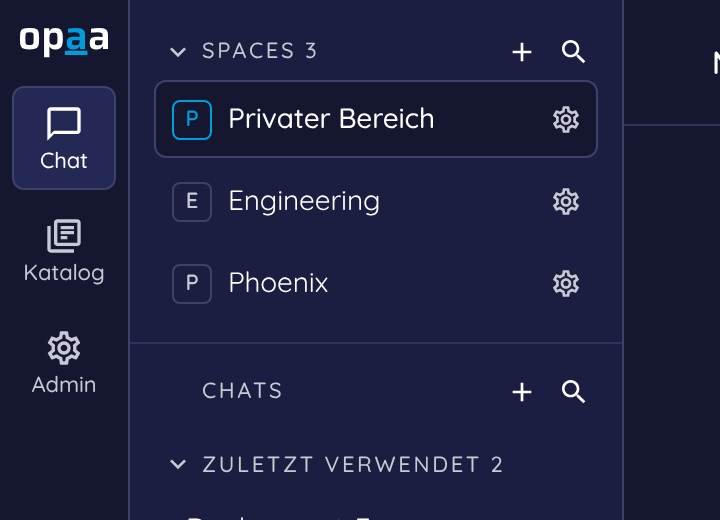 opaa
SPACES 3
P Privater Bereich
E Engineering
P Phoenix
Chat
Katalog
Admin
CHATS
ZULETZT VERWENDET 2